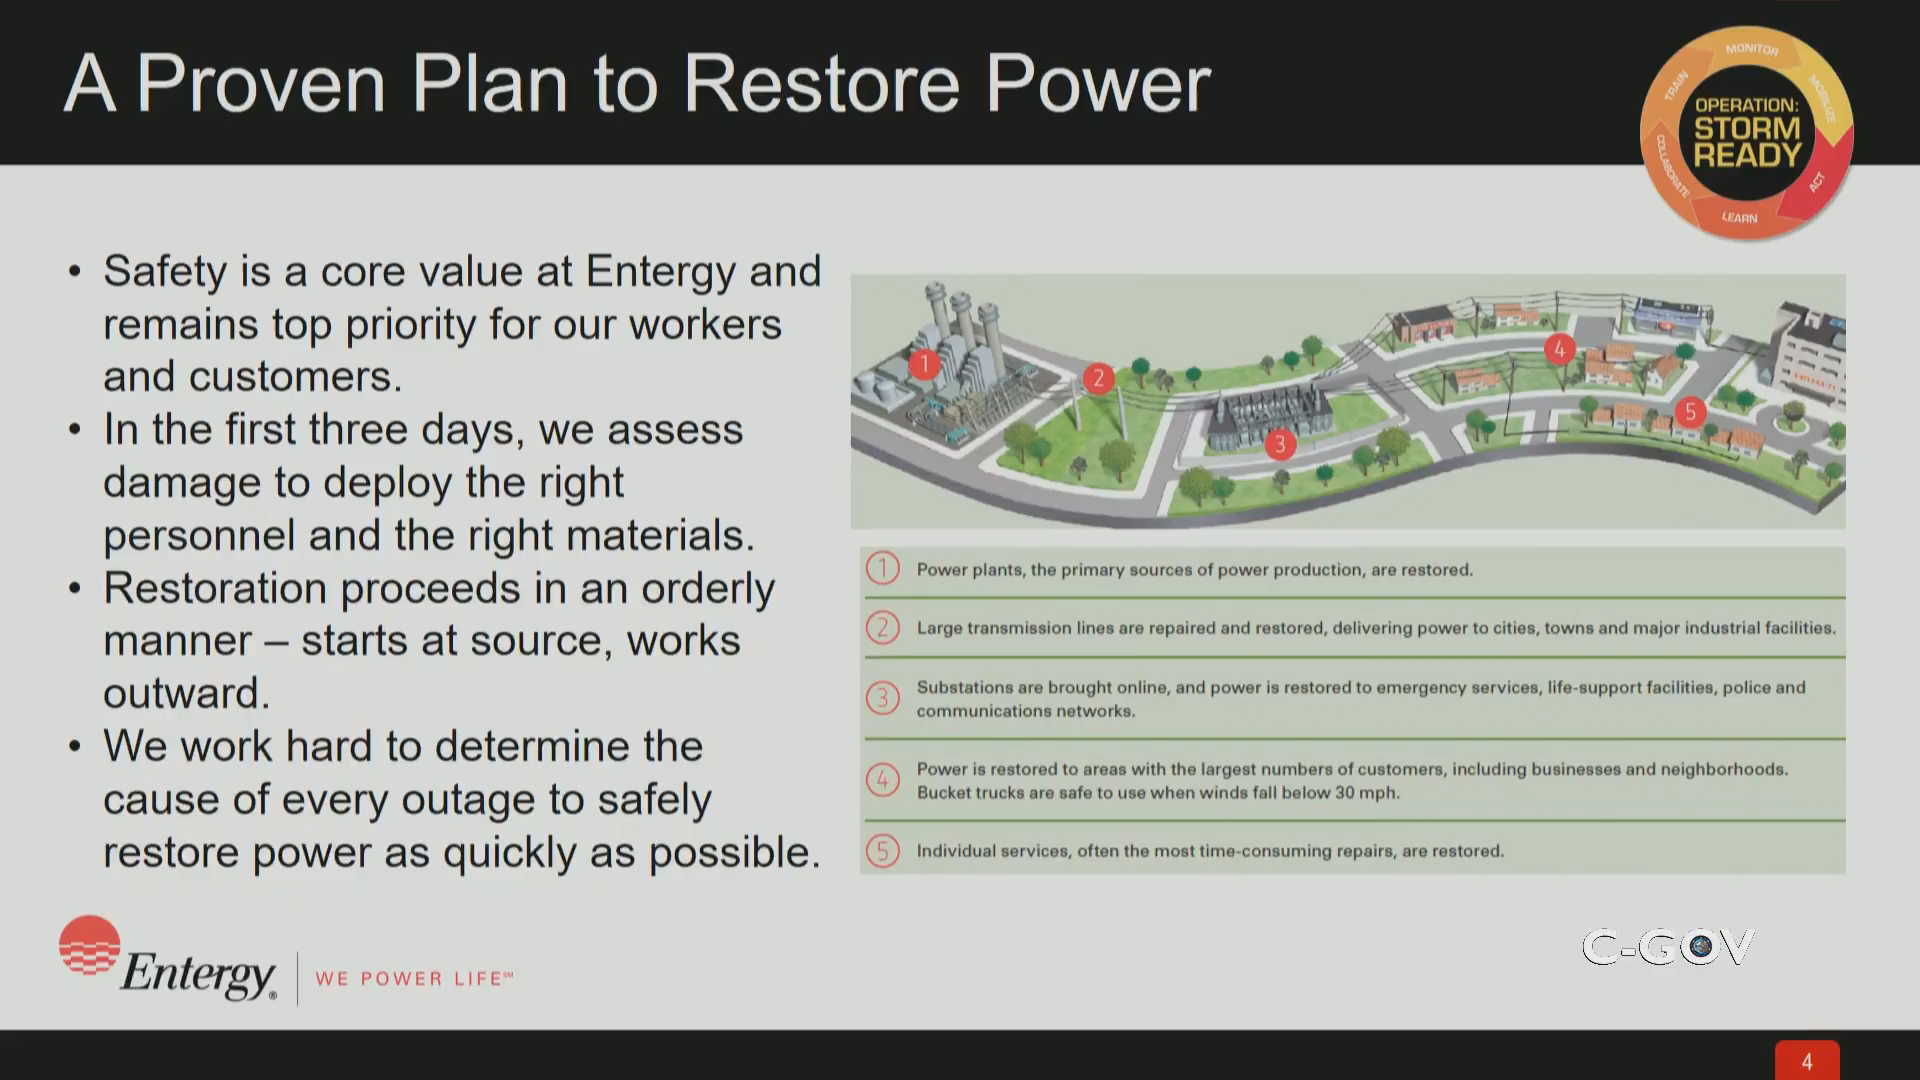 A Proven Plan to Restore Power
TRAIN
MONITOR
MOBILIZE
ACT
LEARN
COLLABORATE
OPERATION:
STORM
READY
• Safety is a core value at Entergy and
remains top priority for our workers
and customers.
• In the first three days, we assess
damage to deploy the right
personnel and the right materials.
• Restoration proceeds in an orderly
manner – starts at source, works
outward.
• We work hard to determine the
cause of every outage to safely
restore power as quickly as possible.
1
2
3
4
5
1 Power plants, the primary sources of power production, are restored.
2 Large transmission lines are repaired and restored, delivering power to cities, towns and major industrial facilities.
3 Substations are brought online, and power is restored to emergency services, life-support facilities, police and
communications networks.
4 Power is restored to areas with the largest numbers of customers, including businesses and neighborhoods.
Bucket trucks are safe to use when winds fall below 30 mph.
5 Individual services, often the most time-consuming repairs, are restored.
Entergy®
WE POWER LIFE℠
C-GOV
4